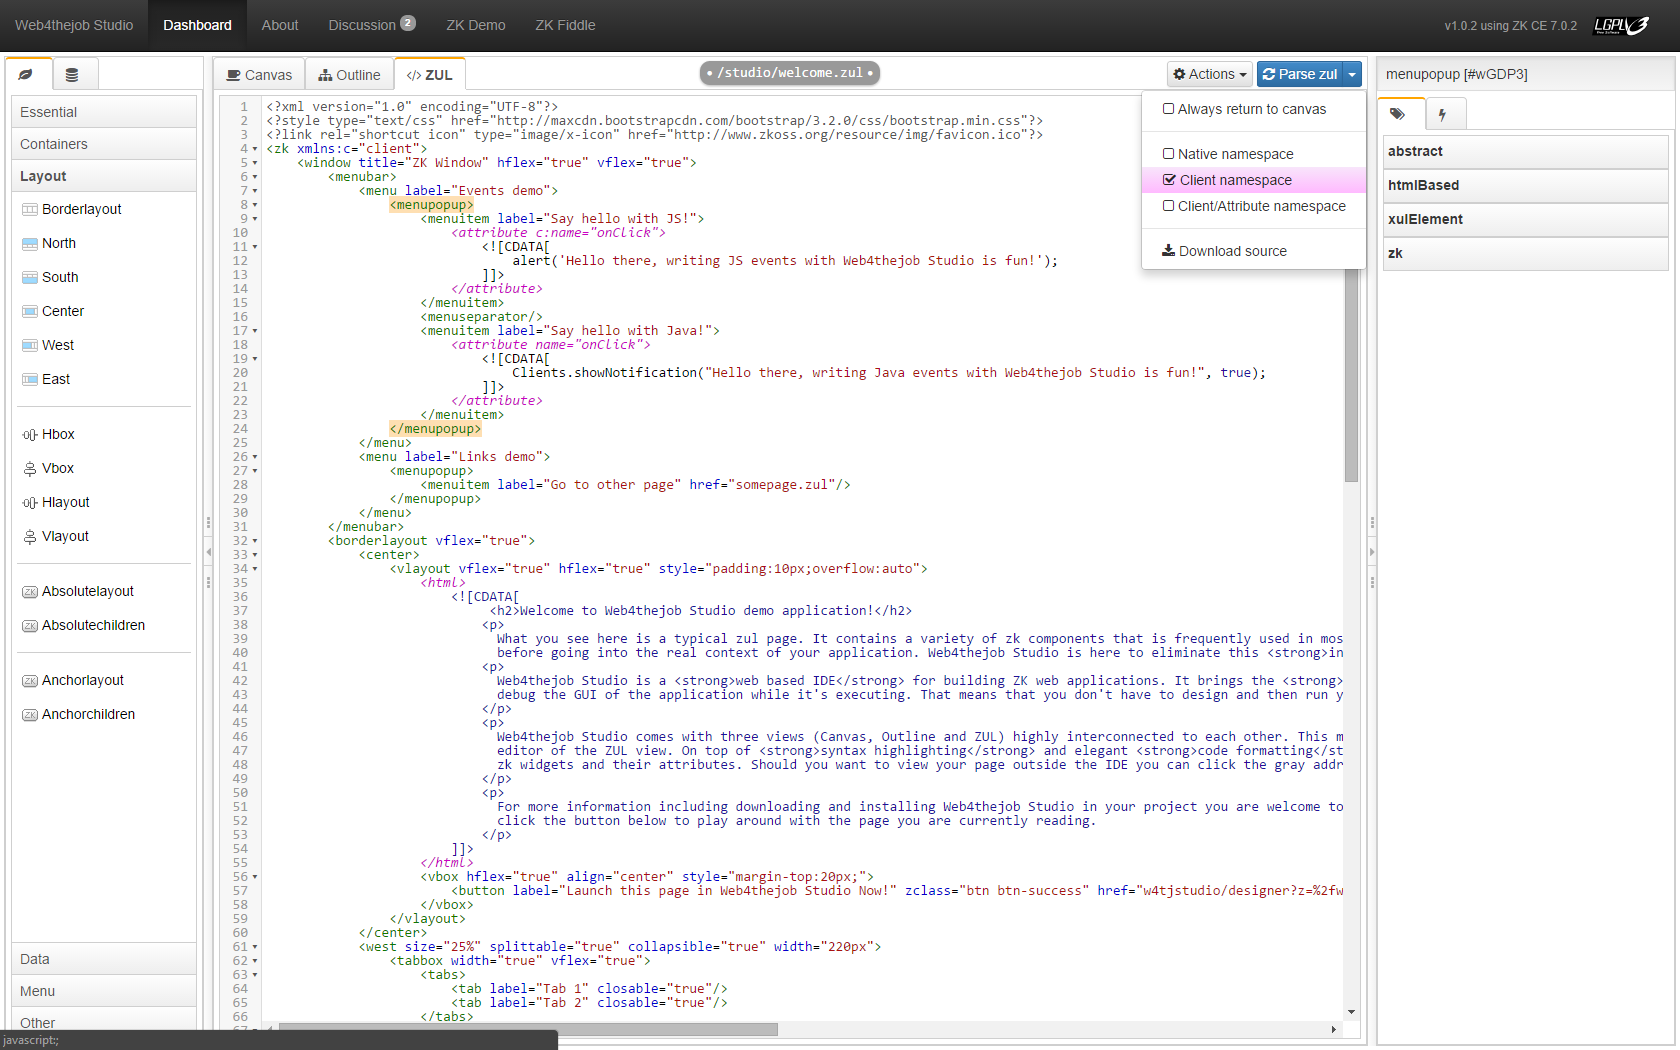 Web4thejob Studio
Dashboard
About
Discussion 2
ZK Demo
ZK Fiddle
v1.0.2 using ZK CE 7.0.2
LGPLv3
Essential
Containers
Layout
Borderlayout
North
South
Center
West
East
Hbox
Vbox
Hlayout
Vlayout
Absolutelayout
Absolutechildren
Anchorlayout
Anchorchildren
Data
Menu
Other
javascript:;
Canvas
Outline
</> ZUL
• /studio/welcome.zul •
Actions
Parse zul
Always return to canvas
Native namespace
Client namespace
Client/Attribute namespace
Download source
1 <?xml version="1.0" encoding="UTF-8"?>
2 <?style type="text/css" href="http://maxcdn.bootstrapcdn.com/bootstrap/3.2.0/css/bootstrap.min.css"?>
3 <?link rel="shortcut icon" type="image/x-icon" href="http://www.zkoss.org/resource/img/favicon.ico"?>
4 <zk xmlns:c="client">
5 <window title="ZK Window" hflex="true" vflex="true">
6 <menubar>
7 <menu label="Events demo">
8 <menupopup>
9 <menuitem label="Say hello with JS!">
10 <attribute c:name="onClick">
11 <![CDATA[
12 alert('Hello there, writing JS events with Web4thejob Studio is fun!');
13 ]]>
14 </attribute>
15 </menuitem>
16 <menuseparator/>
17 <menuitem label="Say hello with Java!">
18 <attribute name="onClick">
19 <![CDATA[
20 Clients.showNotification("Hello there, writing Java events with Web4thejob Studio is fun!", true);
21 ]]>
22 </attribute>
23 </menuitem>
24 </menupopup>
25 </menu>
26 <menu label="Links demo">
27 <menupopup>
28 <menuitem label="Go to other page" href="somepage.zul"/>
29 </menupopup>
30 </menu>
31 </menubar>
32 <borderlayout vflex="true">
33 <center>
34 <vlayout vflex="true" hflex="true" style="padding:10px;overflow:auto">
35 <html>
36 <![CDATA[
37 <h2>Welcome to Web4thejob Studio demo application!</h2>
38 <p>
39 What you see here is a typical zul page. It contains a variety of zk components that is frequently used in mos
40 before going into the real context of your application. Web4thejob Studio is here to eliminate this <strong>in
41 <p>
42 Web4thejob Studio is a <strong>web based IDE</strong> for building ZK web applications. It brings the <strong>
43 debug the GUI of the application while it's executing. That means that you don't have to design and then run y
44 </p>
45 <p>
46 Web4thejob Studio comes with three views (Canvas, Outline and ZUL) highly interconnected to each other. This m
47 editor of the ZUL view. On top of <strong>syntax highlighting</strong> and elegant <strong>code formatting</st
48 zk widgets and their attributes. Should you want to view your page outside the IDE you can click the gray addr
49 </p>
50 <p>
51 For more information including downloading and installing Web4thejob Studio in your project you are welcome to
52 click the button below to play around with the page you are currently reading.
53 </p>
54 ]]>
55 </html>
56 <vbox hflex="true" align="center" style="margin-top:20px;">
57 <button label="Launch this page in Web4thejob Studio Now!" zclass="btn btn-success" href="w4tjstudio/designer?z=%2fw
58 </vbox>
59 </vlayout>
60 </center>
61 <west size="25%" splittable="true" collapsible="true" width="220px">
62 <tabbox width="true" vflex="true">
63 <tabs>
64 <tab label="Tab 1" closable="true"/>
65 <tab label="Tab 2" closable="true"/>
66 </tabs>
67
menupopup [#wGDP3]
abstract
htmlBased
xulElement
zk